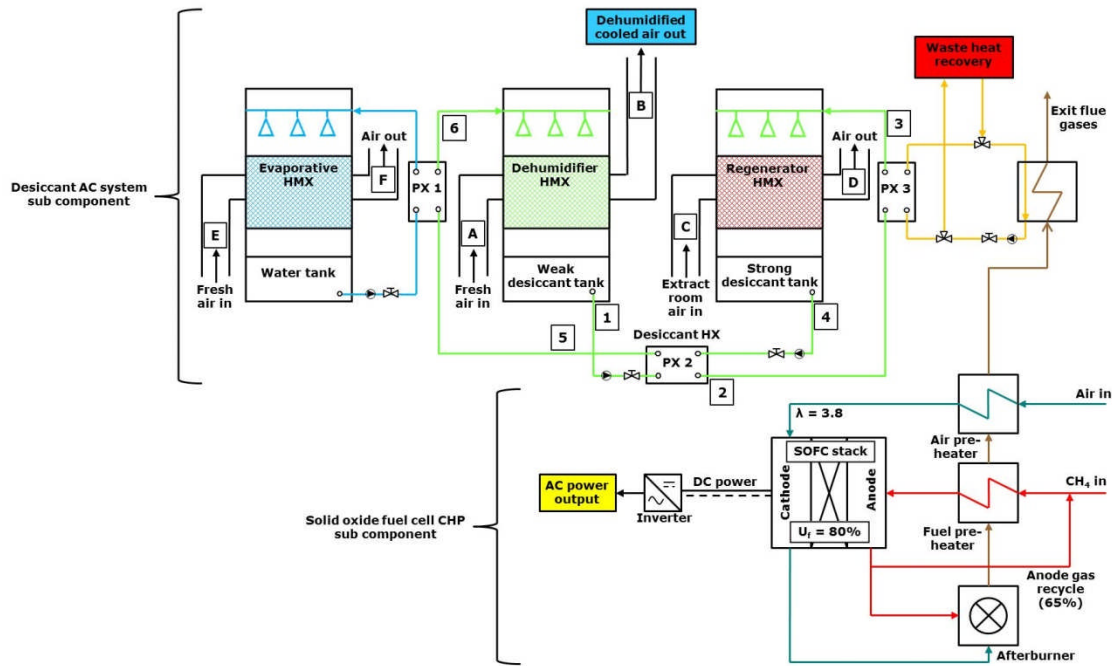 Dehumidified
cooled air out
Waste heat
recovery
Exit flue
gases
Desiccant AC system
sub component
Evaporative
HMX
Air out
F
E
Fresh
air in
Water tank
PX 1
6
Dehumidifier
HMX
B
A
Fresh
air in
Weak
desiccant tank
1
5
Regenerator
HMX
Air out
D
C
Extract
room
air in
Strong
desiccant tank
4
3
PX 3
Desiccant HX
PX 2
2
Solid oxide fuel cell CHP
sub component
AC power
output
Inverter
DC power
λ = 3.8
SOFC stack
Cathode
Anode
Uf = 80%
Air in
Air pre-
heater
CH4 in
Fuel pre-
heater
Anode gas
recycle
(65%)
Afterburner